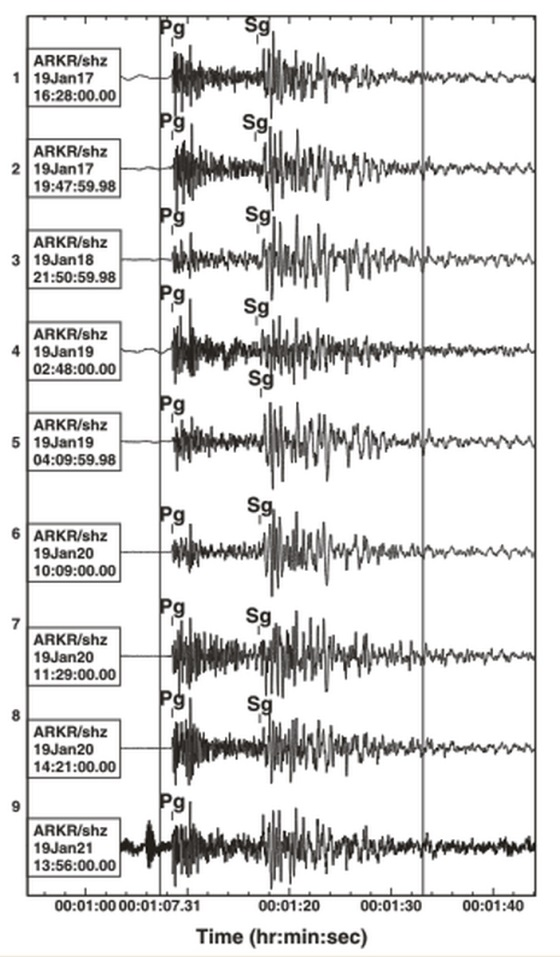 Pg Sg
1 ARKR/shz
19Jan17
16:28:00.00
Pg Sg
2 ARKR/shz
19Jan17
19:47:59.98
Pg Sg
3 ARKR/shz
19Jan18
21:50:59.98
Pg Sg
4 ARKR/shz
19Jan19
02:48:00.00
Pg Sg
5 ARKR/shz
19Jan19
04:09:59.98
Pg Sg
6 ARKR/shz
19Jan20
10:09:00.00
Pg Sg
7 ARKR/shz
19Jan20
11:29:00.00
Pg Sg
8 ARKR/shz
19Jan20
14:21:00.00
Pg
9 ARKR/shz
19Jan21
13:56:00.00
00:01:00 00:01:07.31 00:01:20 00:01:30 00:01:40
Time (hr:min:sec)